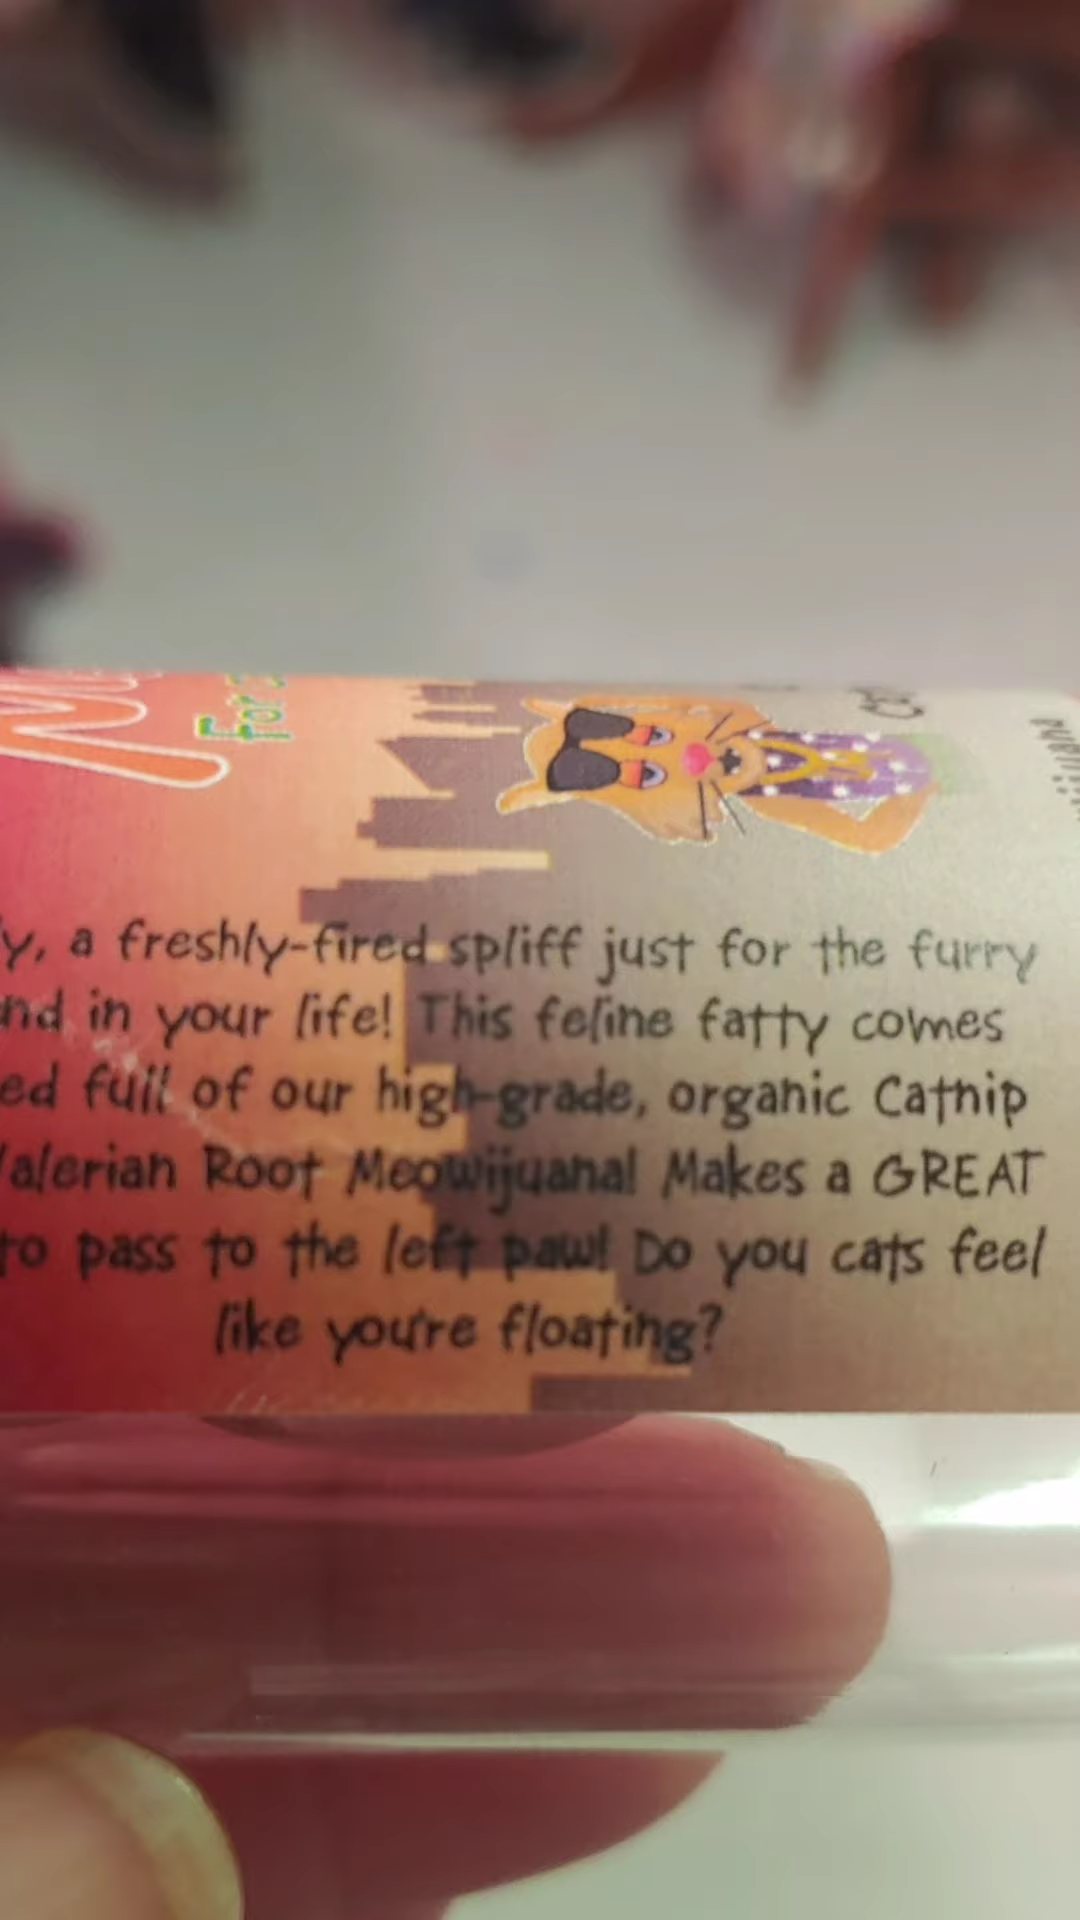 For
y, a freshly-fired spliff just for the furry
nd in your life! This feline fatty comes
ed full of our high-grade, organic Catnip
Valerian Root Meowijuana! Makes a GREAT
to pass to the left paw! Do you cats feel
like you're floating?